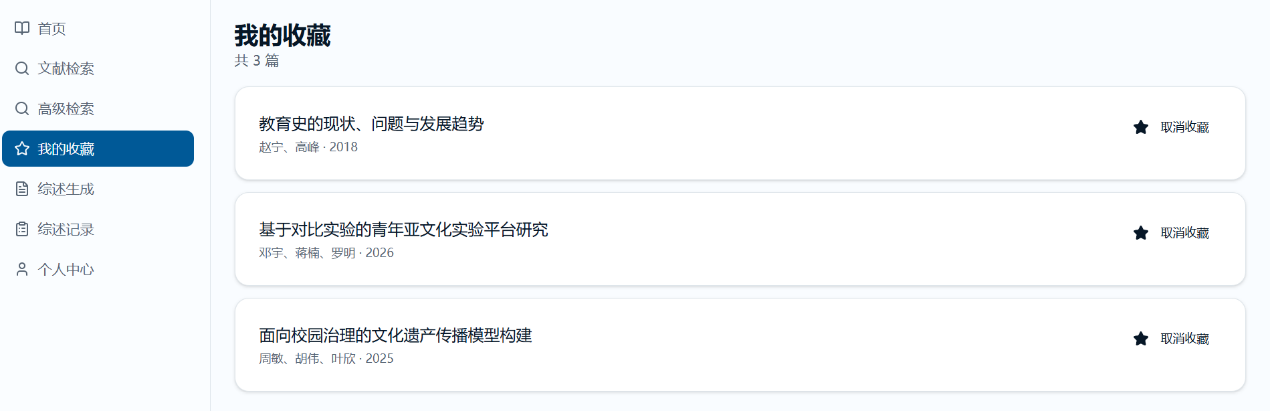 首页
文献检索
高级检索
我的收藏
综述生成
综述记录
个人中心
我的收藏
共 3 篇
教育史的现状、问题与发展趋势
赵宁、高峰 · 2018
取消收藏
基于对比实验的青年亚文化实验平台研究
邓宇、蒋楠、罗明 · 2026
取消收藏
面向校园治理的文化遗产传播模型构建
周敏、胡伟、叶欣 · 2025
取消收藏